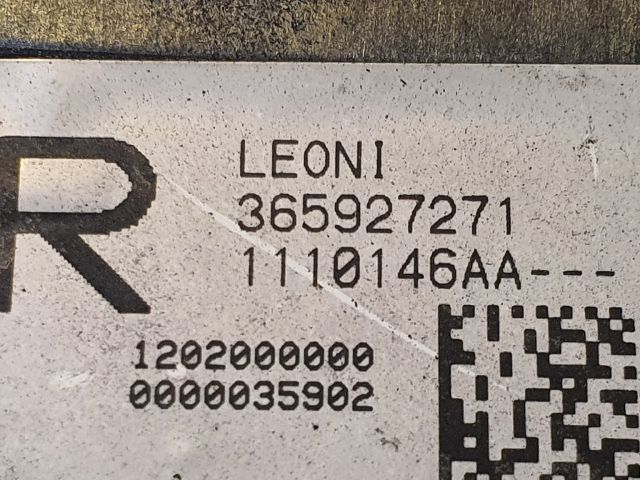 R
LEONI
365927271
1110146AA---
1202000000
0000035902